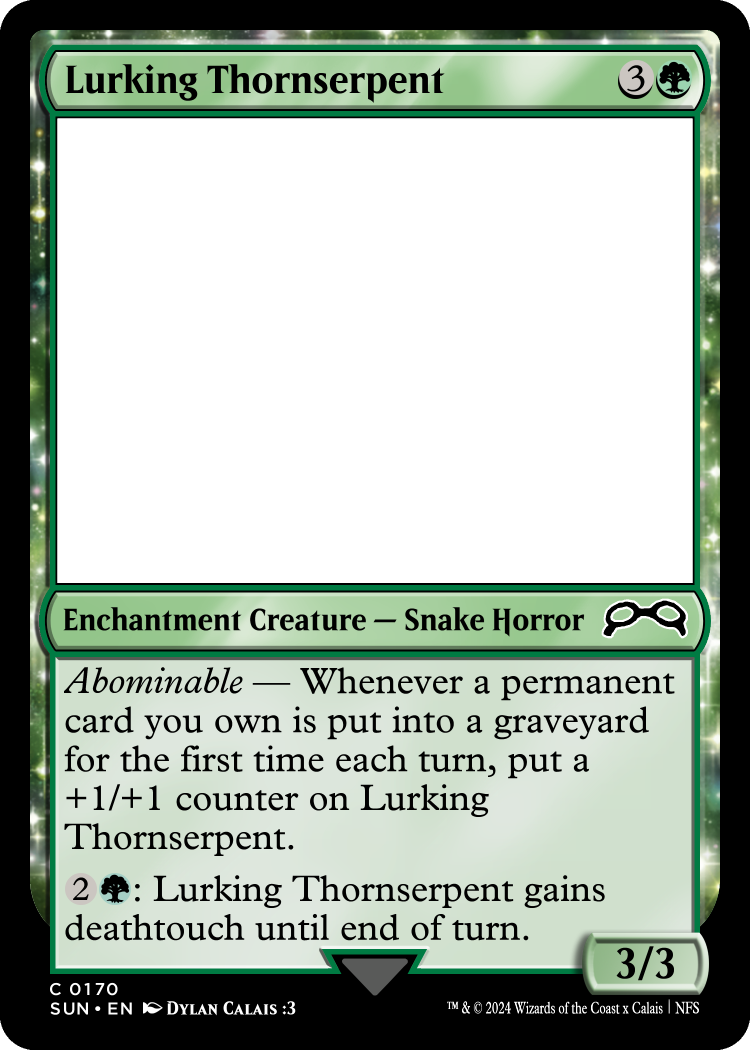 Lurking Thornserpent 3
Enchantment Creature — Snake Horror
Abominable — Whenever a permanent
card you own is put into a graveyard
for the first time each turn, put a
+1/+1 counter on Lurking
Thornserpent.
2 : Lurking Thornserpent gains
deathtouch until end of turn.
3/3
C 0170
SUN • EN Dylan Calais :3
™ & © 2024 Wizards of the Coast x Calais | NFS